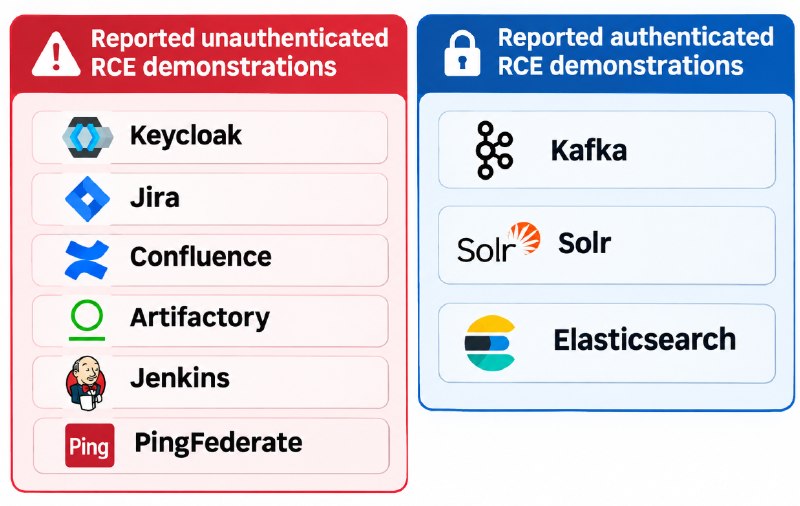 Reported unauthenticated
RCE demonstrations
Keycloak
Jira
Confluence
Artifactory
Jenkins
Ping PingFederate
Reported authenticated
RCE demonstrations
Kafka
Solr Solr
Elasticsearch